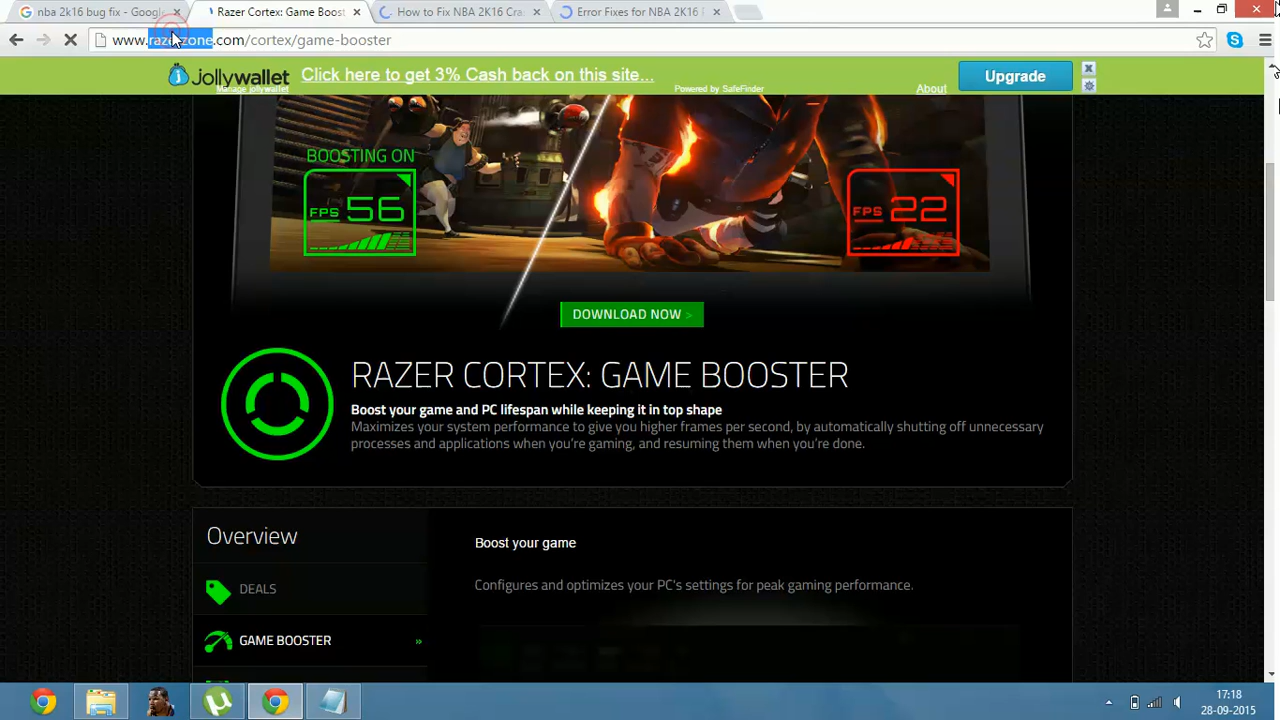 nba 2k16 bug fix - Google
Razer Cortex: Game Boost
How to Fix NBA 2K16 Cra
Error Fixes for NBA 2K16 P
www.razerzone.com/cortex/game-booster
jollywallet
Manage jollywallet
Click here to get 3% Cash back on this site...
Powered by SafeFinder
About
Upgrade
BOOSTING ON
FPS 56
FPS 22
DOWNLOAD NOW >
RAZER CORTEX: GAME BOOSTER
Boost your game and PC lifespan while keeping it in top shape
Maximizes your system performance to give you higher frames per second, by automatically shutting off unnecessary
processes and applications when you're gaming, and resuming them when you're done.
Overview
Boost your game
DEALS
Configures and optimizes your PC's settings for peak gaming performance.
GAME BOOSTER »
17:18
28-09-2015